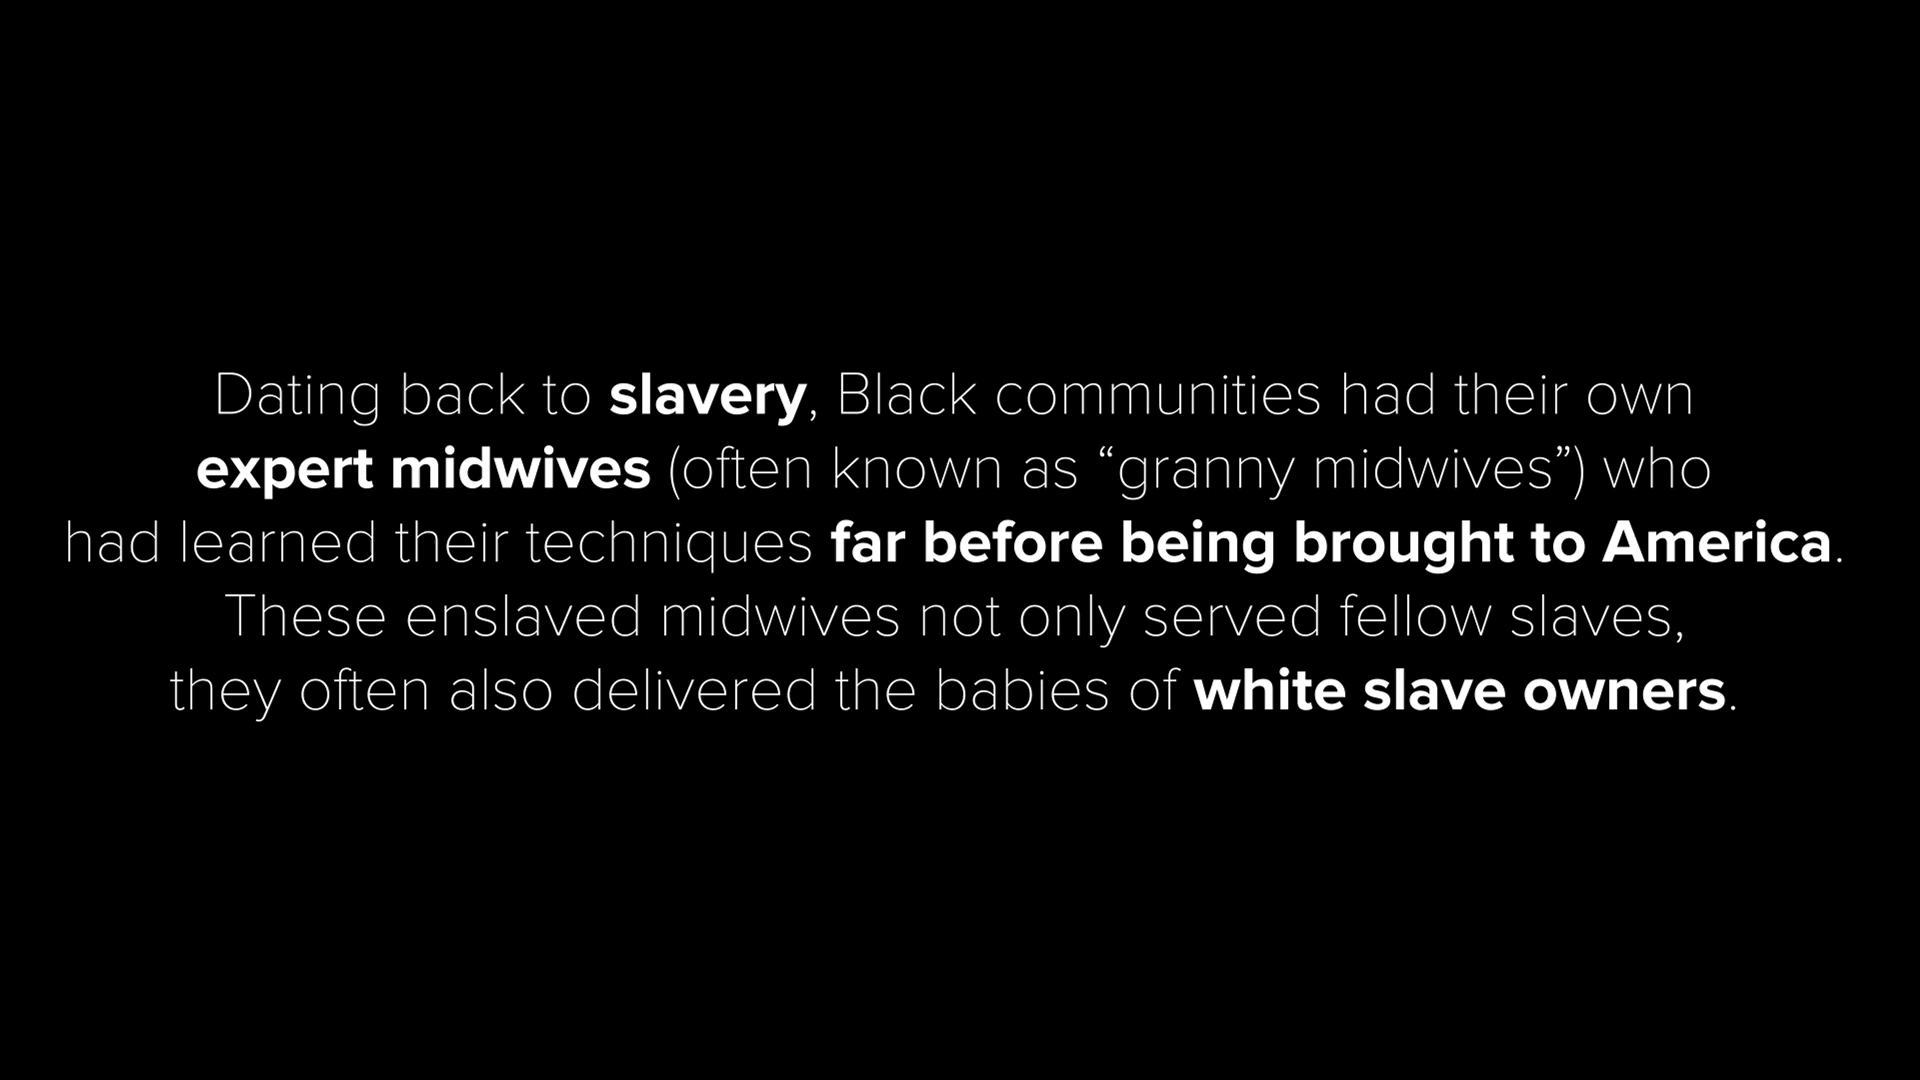 Dating back to slavery, Black communities had their own
expert midwives (often known as “granny midwives”) who
had learned their techniques far before being brought to America.
These enslaved midwives not only served fellow slaves,
they often also delivered the babies of white slave owners.